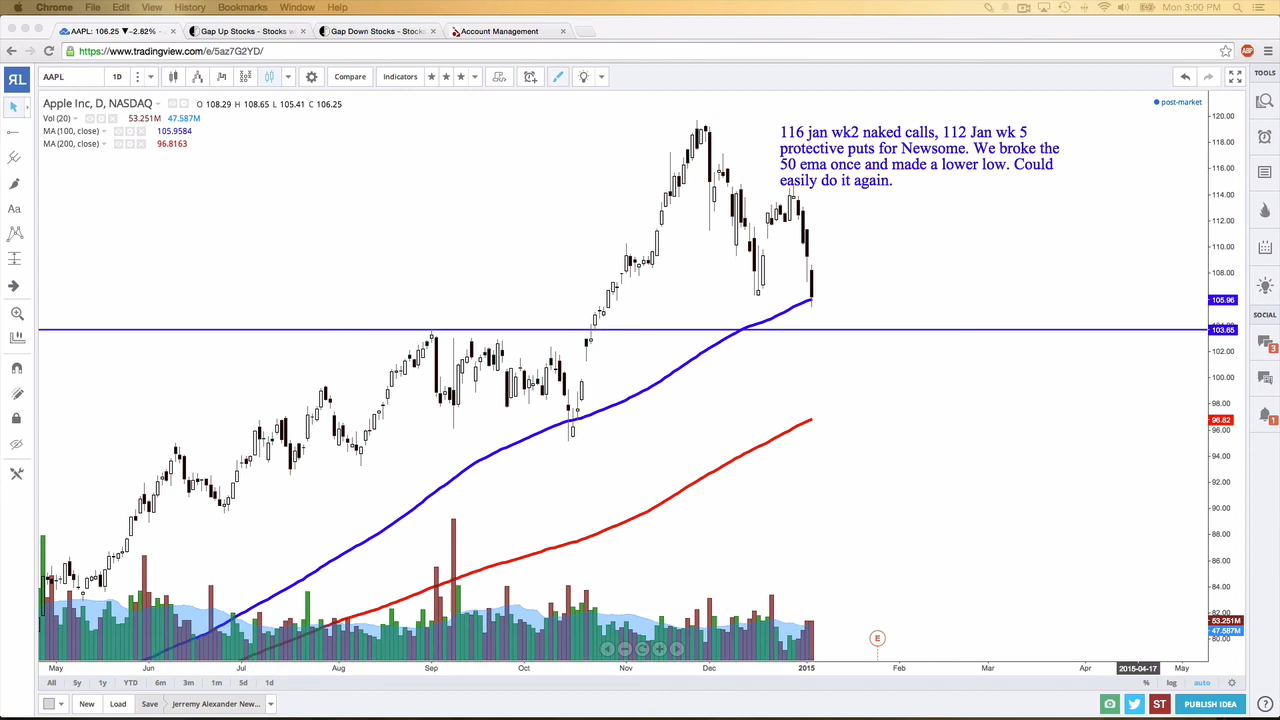 Chrome File Edit View History Bookmarks Window Help Mon 3:00 PM
AAPL: 106.25 ▼-2.82% - × Gap Up Stocks - Stocks w × Gap Down Stocks - Stocks × Account Management ×
https://www.tradingview.com/e/5az7G2YD/ ABP
ЯL AAPL 1D Compare Indicators TOOLS
Apple Inc, D, NASDAQ O 108.29 H 108.65 L 105.41 C 106.25 post-market
Vol (20) 53.251M 47.587M
MA (100, close) 105.9584
MA (200, close) 96.8163
116 jan wk2 naked calls, 112 Jan wk 5
protective puts for Newsome. We broke the
50 ema once and made a lower low. Could
easily do it again.
Aa
120.00
118.00
116.00
114.00
112.00
110.00
108.00
105.96
103.65
102.00
100.00
98.00
96.82
96.00
94.00
92.00
90.00
88.00
86.00
84.00
82.00
53.251M
47.587M
80.00
SOCIAL
3
1
E
May Jun Jul Aug Sep Oct Nov Dec 2015 Feb Mar Apr 2015-04-17 May
All 5y 1y YTD 6m 3m 1m 5d 1d % log auto
New Load Save Jerremy Alexander New... ST PUBLISH IDEA ?